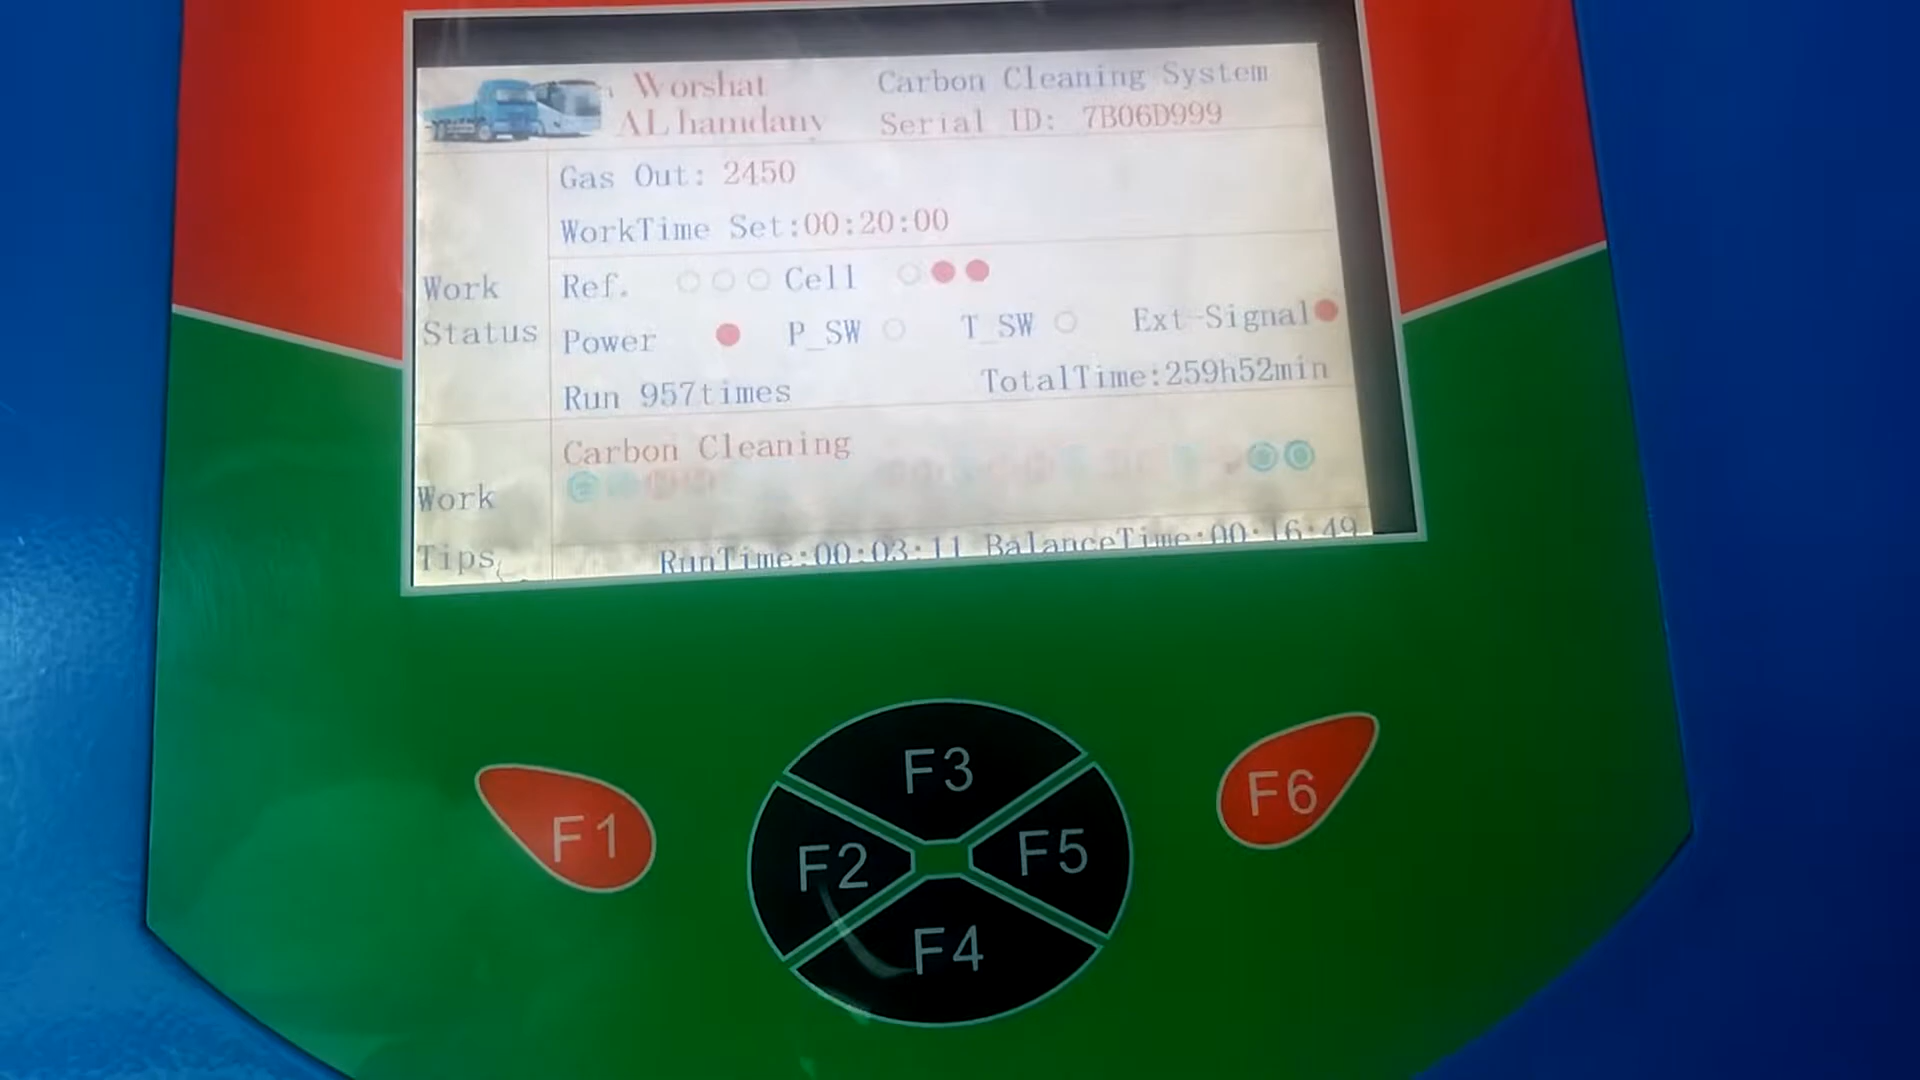 Worshat
AL hamdany
Carbon Cleaning System
Serial ID: 7B06D999
Gas Out: 2450
WorkTime Set:00:20:00
Work
Status
Ref. Cell
Power P_SW T_SW Ext-Signal
Run 957times TotalTime:259h52min
Carbon Cleaning
Work
Tips
RunTime:00:03:11 BalanceTime:00:16:49
F1
F2
F3
F4
F5
F6